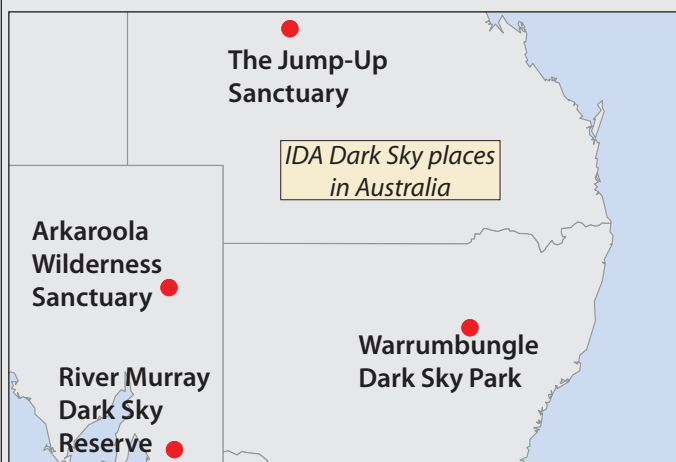 The Jump-Up
Sanctuary
IDA Dark Sky places
in Australia
Arkaroola
Wilderness
Sanctuary
Warrumbungle
Dark Sky Park
River Murray
Dark Sky
Reserve